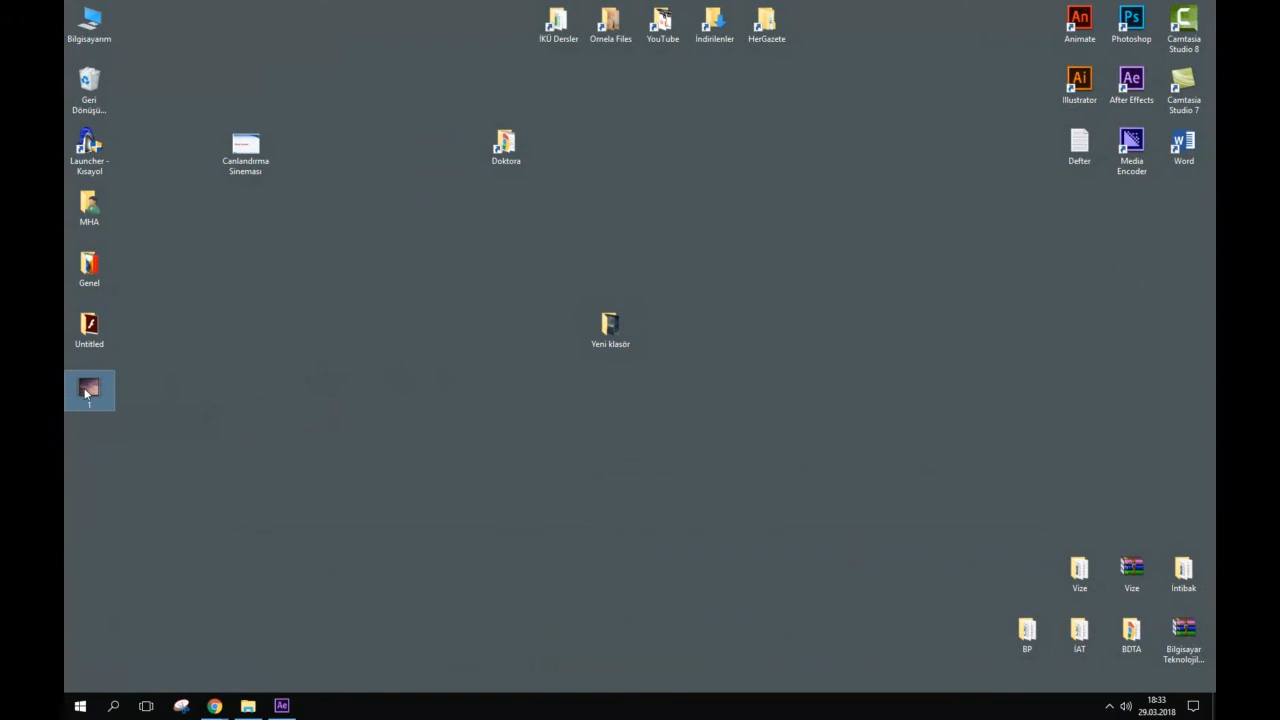 Bilgisayarım
İKÜ Dersler
Ornela Files
YouTube
İndirilenler
HerGazete
An
Animate
Ps
Photoshop
Camtasia
Studio 8
Geri
Dönüşü...
Ai
Illustrator
Ae
After Effects
Camtasia
Studio 7
Launcher -
Kısayol
Canlandırma
Sineması
Doktora
Defter
Media
Encoder
Word
MHA
Genel
Untitled
Yeni klasör
1
Vize
Vize
İntibak
BP
İAT
BDTA
Bilgisayar
Teknolojil...
Ae
18:33
29.03.2018